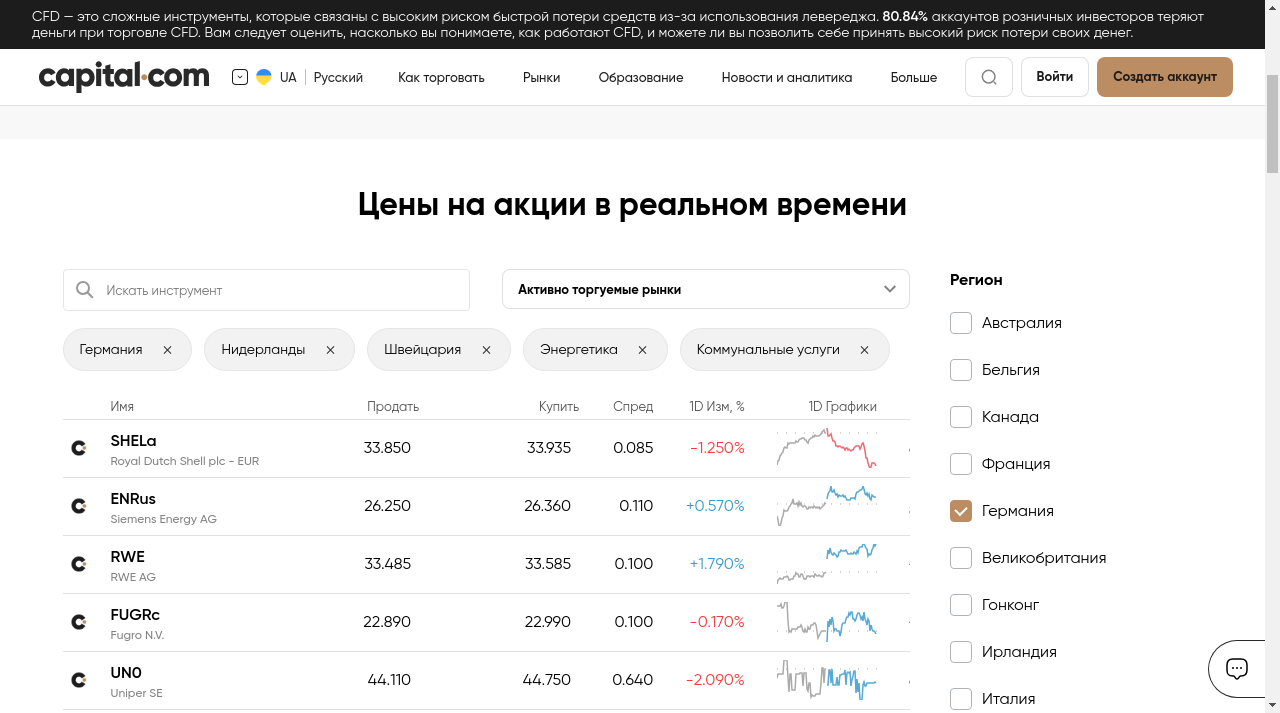 CFD — это сложные инструменты, которые связаны с высоким риском быстрой потери средств из-за использования левереджа. 80.84% аккаунтов розничных инвесторов теряют
деньги при торговле CFD. Вам следует оценить, насколько вы понимаете, как работают CFD, и можете ли вы позволить себе принять высокий риск потери своих денег.
capital.com UA Русский Как торговать Рынки Образование Новости и аналитика Больше Войти Создать аккаунт
Цены на акции в реальном времени
Искать инструмент Активно торгуемые рынки
Германия Нидерланды Швейцария Энергетика Коммунальные услуги
Имя Продать Купить Спред 1D Изм, % 1D Графики
SHELa 33.850 33.935 0.085 -1.250%
Royal Dutch Shell plc - EUR
ENRus 26.250 26.360 0.110 +0.570%
Siemens Energy AG
RWE 33.485 33.585 0.100 +1.790%
RWE AG
FUGRc 22.890 22.990 0.100 -0.170%
Fugro N.V.
UN0 44.110 44.750 0.640 -2.090%
Uniper SE
Регион
Австралия
Бельгия
Канада
Франция
Германия
Великобритания
Гонконг
Ирландия
Италия